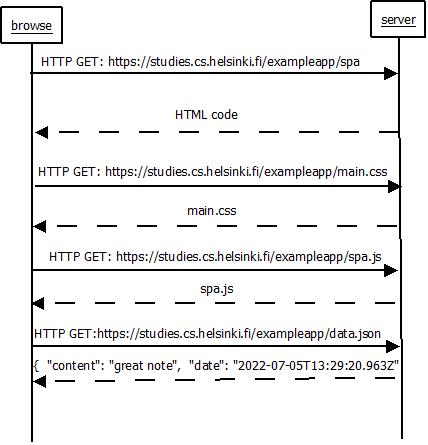 browse
server
HTTP GET: https://studies.cs.helsinki.fi/exampleapp/spa
HTML code
HTTP GET: https://studies.cs.helsinki.fi/exampleapp/main.css
main.css
HTTP GET: https://studies.cs.helsinki.fi/exampleapp/spa.js
spa.js
HTTP GET:https://studies.cs.helsinki.fi/exampleapp/data.json
{ "content": "great note", "date": "2022-07-05T13:29:20.963Z"